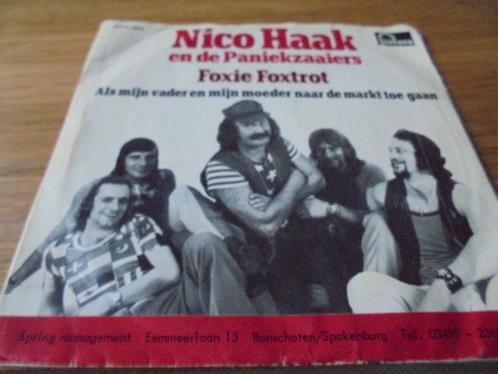 Nico Haak
en de Paniekzaaiers
Foxie Foxtrot
Als mijn vader en mijn moeder naar de markt toe gaan
Spring management Eemmeerlaan 15 Bunschoten/Spakenburg Tel. 03499 -